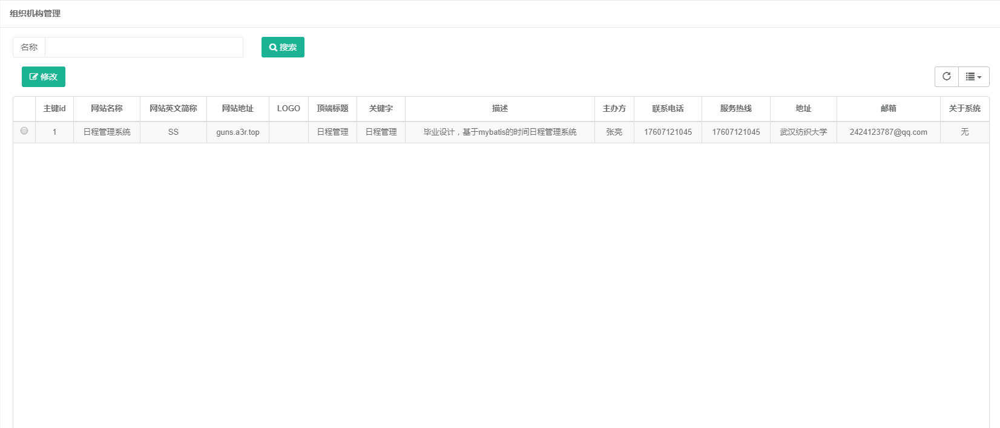 组织机构管理
名称
搜索
修改
主键id 网站名称 网站英文简称 网站地址 LOGO 顶端标题 关键字 描述 主办方 联系电话 服务热线 地址 邮箱 关于系统
1 日程管理系统 SS guns.a3r.top 日程管理 日程管理 毕业设计，基于mybatis的时间日程管理系统 张亮 17607121045 17607121045 武汉纺织大学 2424123787@qq.com 无